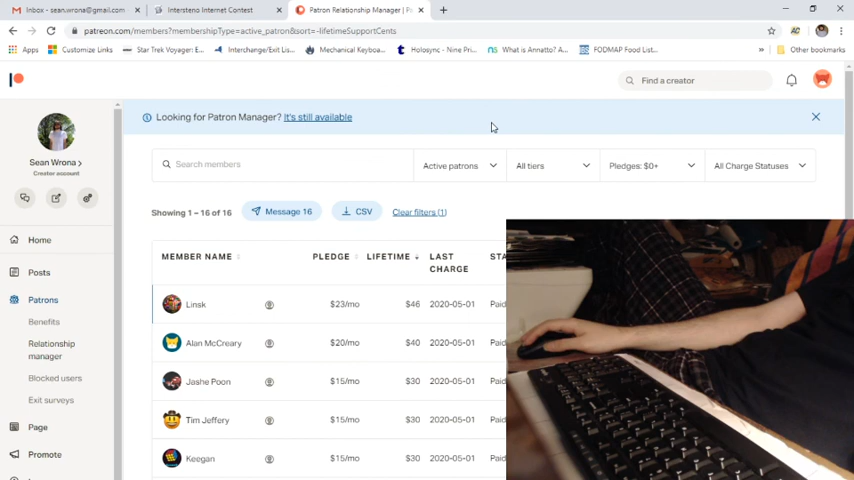 Inbox - sean.wrona@gmail.com
Intersteno Internet Contest
Patron Relationship Manager | Pa
patreon.com/members?membershipType=active_patron&sort=-lifetimeSupportCents
Apps Customize Links Star Trek Voyager: E... Interchange/Exit Lis... Mechanical Keyboa... Holosync - Nine Pri... What is Annatto? A... FODMAP Food List... » Other bookmarks
Find a creator
Looking for Patron Manager? It's still available
Sean Wrona
Creator account
Home
Posts
Patrons
Benefits
Relationship
manager
Blocked users
Exit surveys
Page
Promote
Search members
Active patrons
All tiers
Pledges: $0+
All Charge Statuses
Showing 1 – 16 of 16
Message 16
CSV
Clear filters (1)
MEMBER NAME PLEDGE LIFETIME LAST CHARGE STA
Linsk $23/mo $46 2020-05-01 Paid
Alan McCreary $20/mo $40 2020-05-01 Paid
Jashe Poon $15/mo $30 2020-05-01 Paid
Tim Jeffery $15/mo $30 2020-05-01 Paid
Keegan $15/mo $30 2020-05-01 Paid